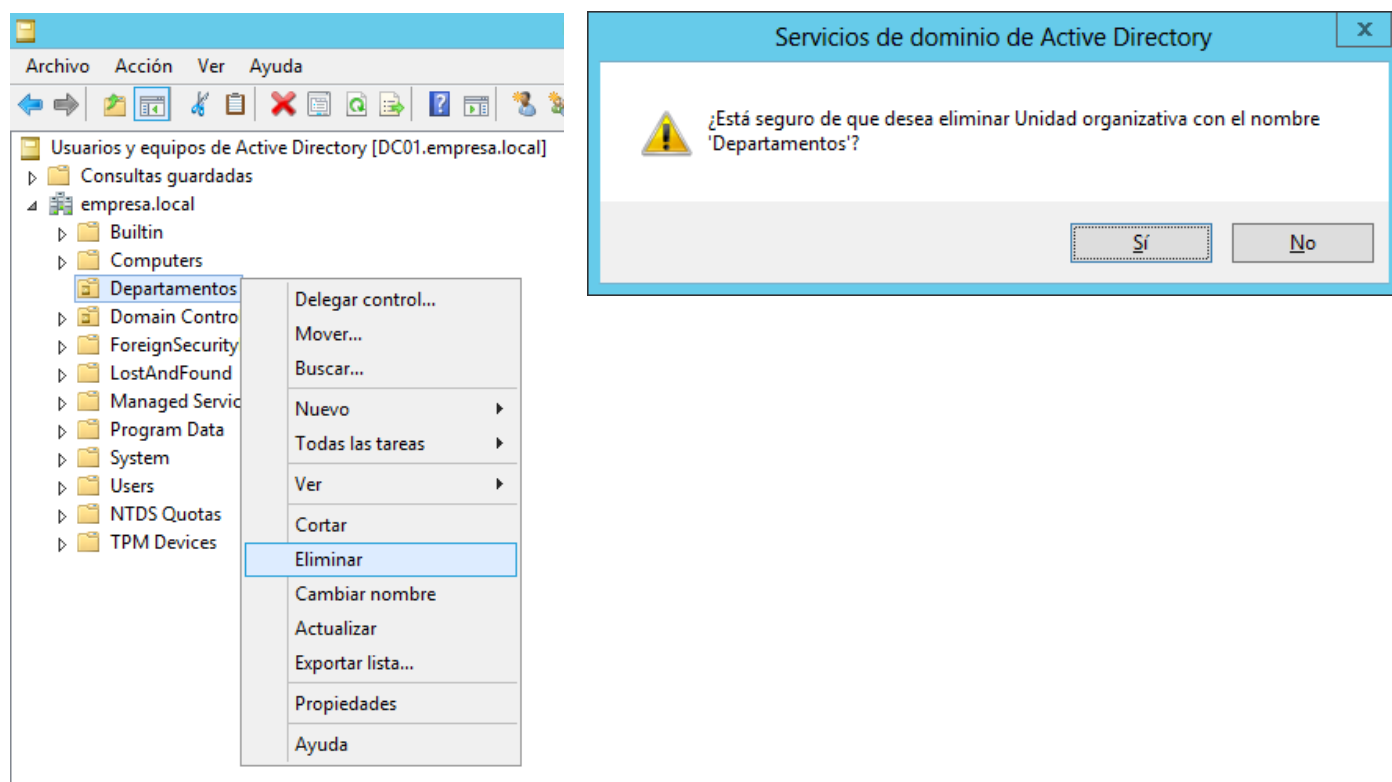 Archivo Acción Ver Ayuda
Usuarios y equipos de Active Directory [DC01.empresa.local]
Consultas guardadas
empresa.local
Builtin
Computers
Departamentos
Domain Contro
ForeignSecurity
LostAndFound
Managed Servic
Program Data
System
Users
NTDS Quotas
TPM Devices
Delegar control...
Mover...
Buscar...
Nuevo
Todas las tareas
Ver
Cortar
Eliminar
Cambiar nombre
Actualizar
Exportar lista...
Propiedades
Ayuda
Servicios de dominio de Active Directory
x
¿Está seguro de que desea eliminar Unidad organizativa con el nombre
'Departamentos'?
Sí No